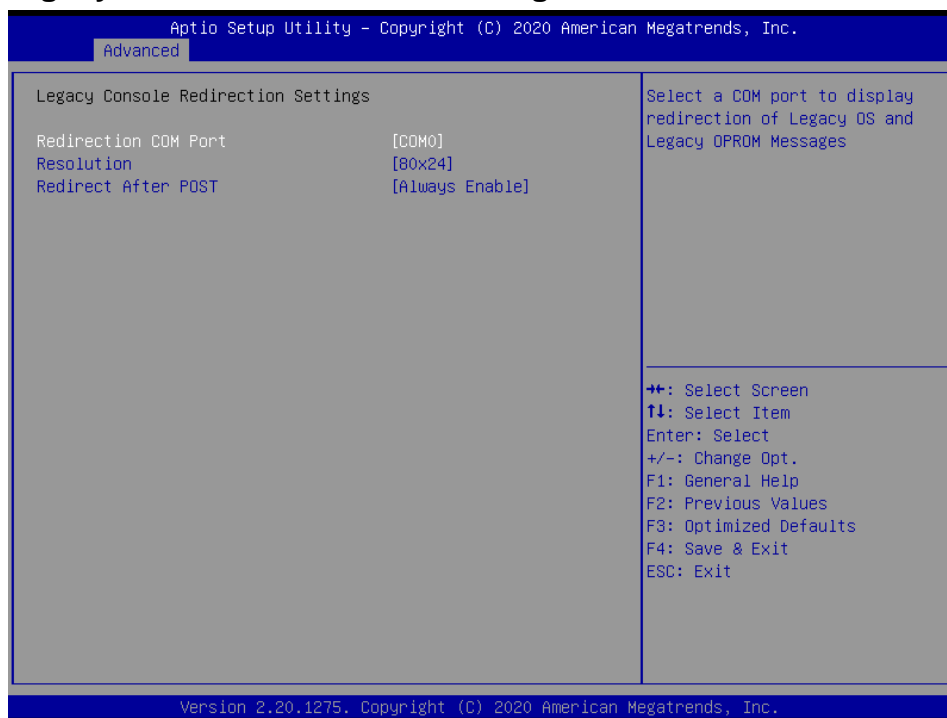 Aptio Setup Utility – Copyright (C) 2020 American Megatrends, Inc.
Advanced
Legacy Console Redirection Settings
Select a COM port to display
redirection of Legacy OS and
Legacy OPROM Messages
Redirection COM Port [COM0]
Resolution [80x24]
Redirect After POST [Always Enable]
→←: Select Screen
↑↓: Select Item
Enter: Select
+/-: Change Opt.
F1: General Help
F2: Previous Values
F3: Optimized Defaults
F4: Save & Exit
ESC: Exit
Version 2.20.1275. Copyright (C) 2020 American Megatrends, Inc.